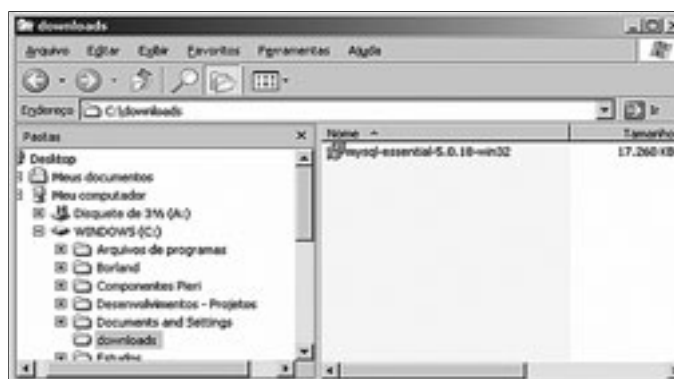 downloads
Arquivo Editar Exibir Favoritos Ferramentas Ajuda
Endereço C:\downloads Ir
Pastas
Nome Tamanho
Desktop
Meus documentos
Meu computador
Disquete de 3½ (A:)
WINDOWS (C:)
Arquivos de programas
Borland
Componentes Pieri
Desenvolvimentos - Projetos
Documents and Settings
downloads
Estudos
mysql-essential-5.0.18-win32 17.260 KB